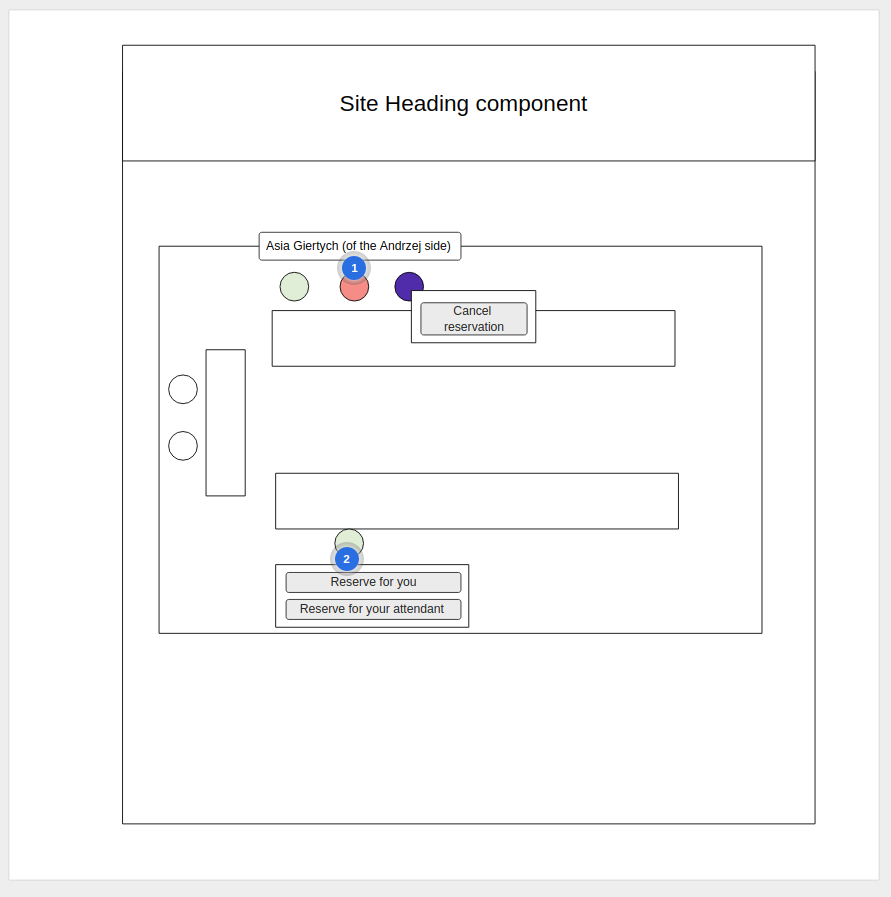 Site Heading component
Asia Giertych (of the Andrzej side)
1
Cancel
reservation
2
Reserve for you
Reserve for your attendant